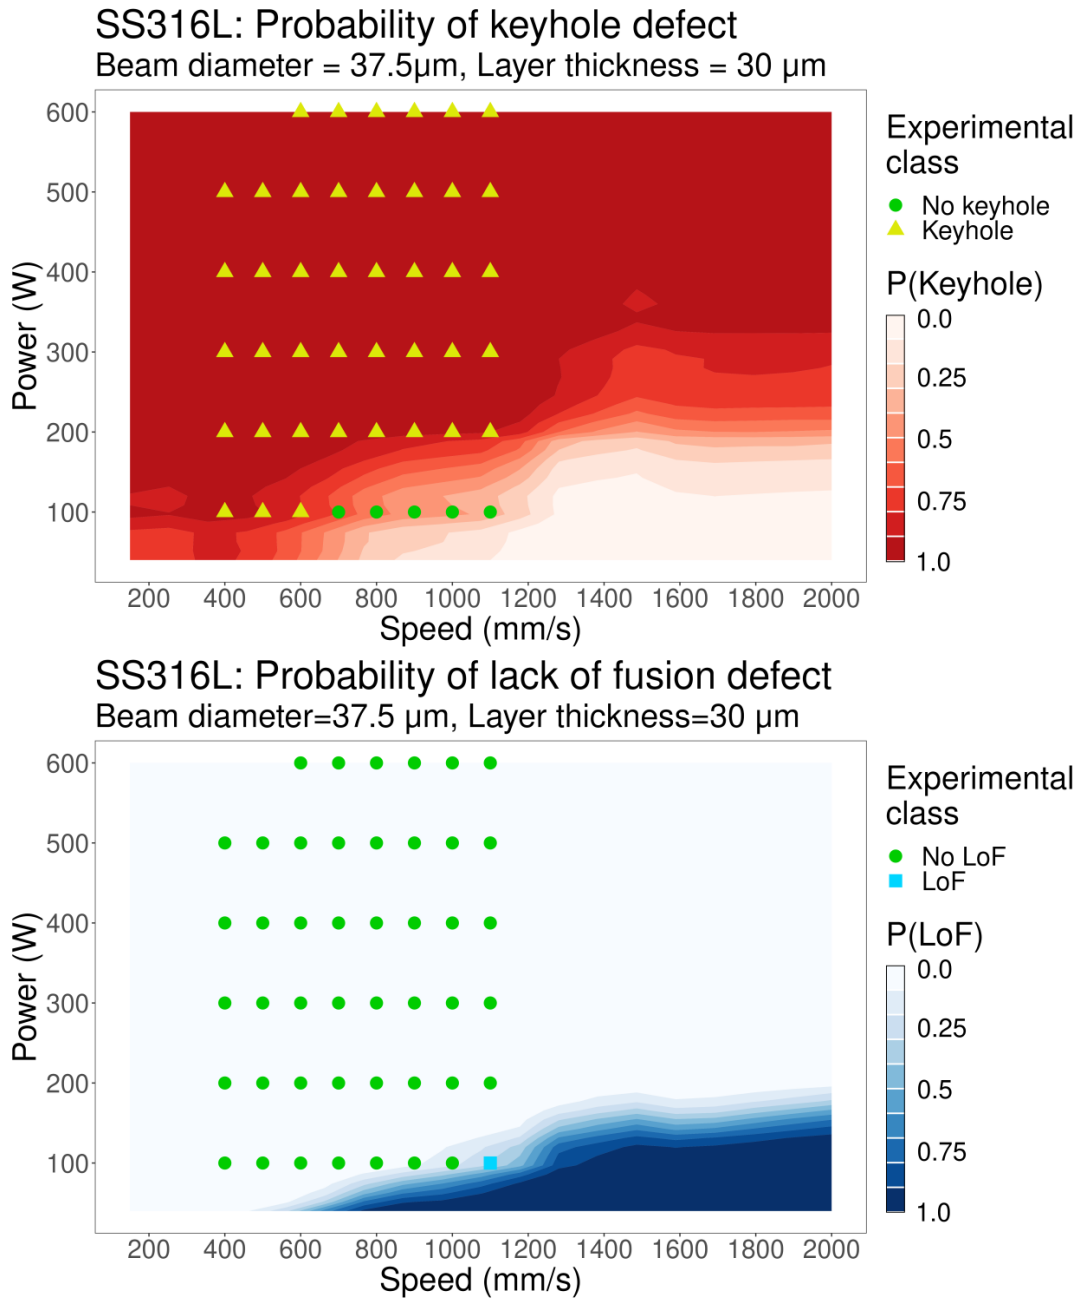 SS316L: Probability of keyhole defect
Beam diameter = 37.5µm, Layer thickness = 30 µm
600
500
400
300
200
100
Power (W)
200 400 600 800 1000 1200 1400 1600 1800 2000
Speed (mm/s)
Experimental
class
No keyhole
Keyhole
P(Keyhole)
0.0
0.25
0.5
0.75
1.0
SS316L: Probability of lack of fusion defect
Beam diameter=37.5 µm, Layer thickness=30 µm
600
500
400
300
200
100
Power (W)
200 400 600 800 1000 1200 1400 1600 1800 2000
Speed (mm/s)
Experimental
class
No LoF
LoF
P(LoF)
0.0
0.25
0.5
0.75
1.0